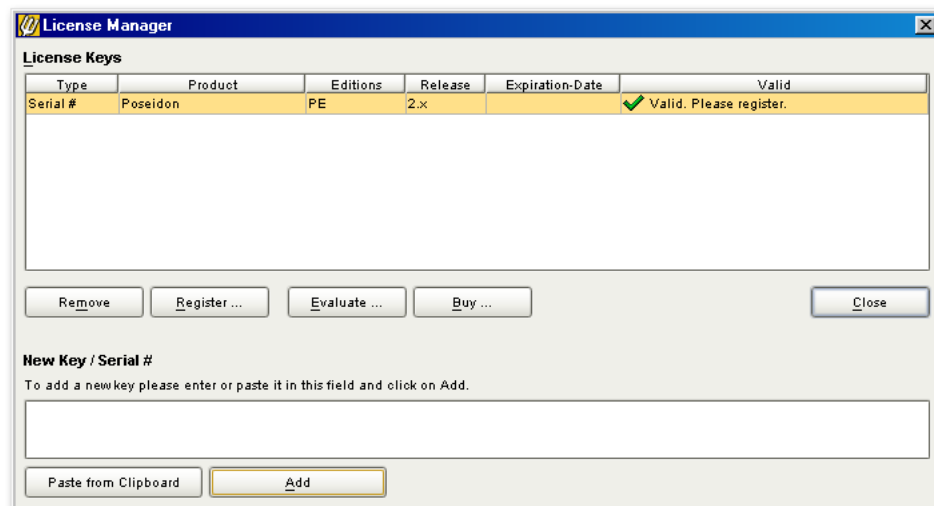 License Manager
License Keys
Type Product Editions Release Expiration-Date Valid
Serial # Poseidon PE 2.x Valid. Please register.
Remove Register ... Evaluate ... Buy ... Close
New Key / Serial #
To add a new key please enter or paste it in this field and click on Add.
Paste from Clipboard Add